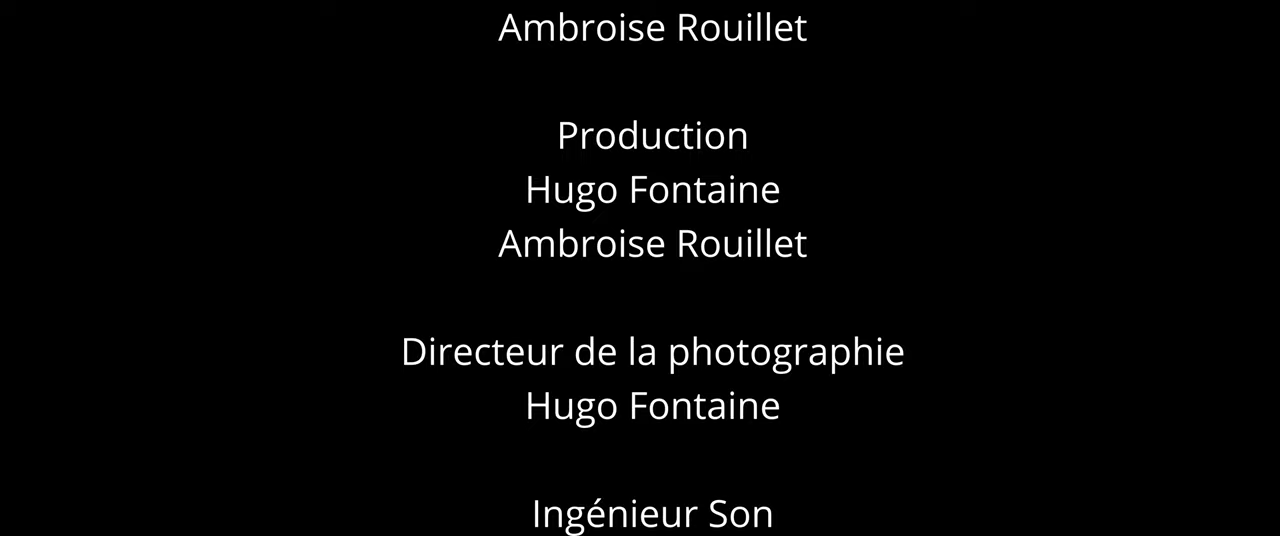 Ambroise Rouillet
Production
Hugo Fontaine
Ambroise Rouillet
Directeur de la photographie
Hugo Fontaine
Ingénieur Son